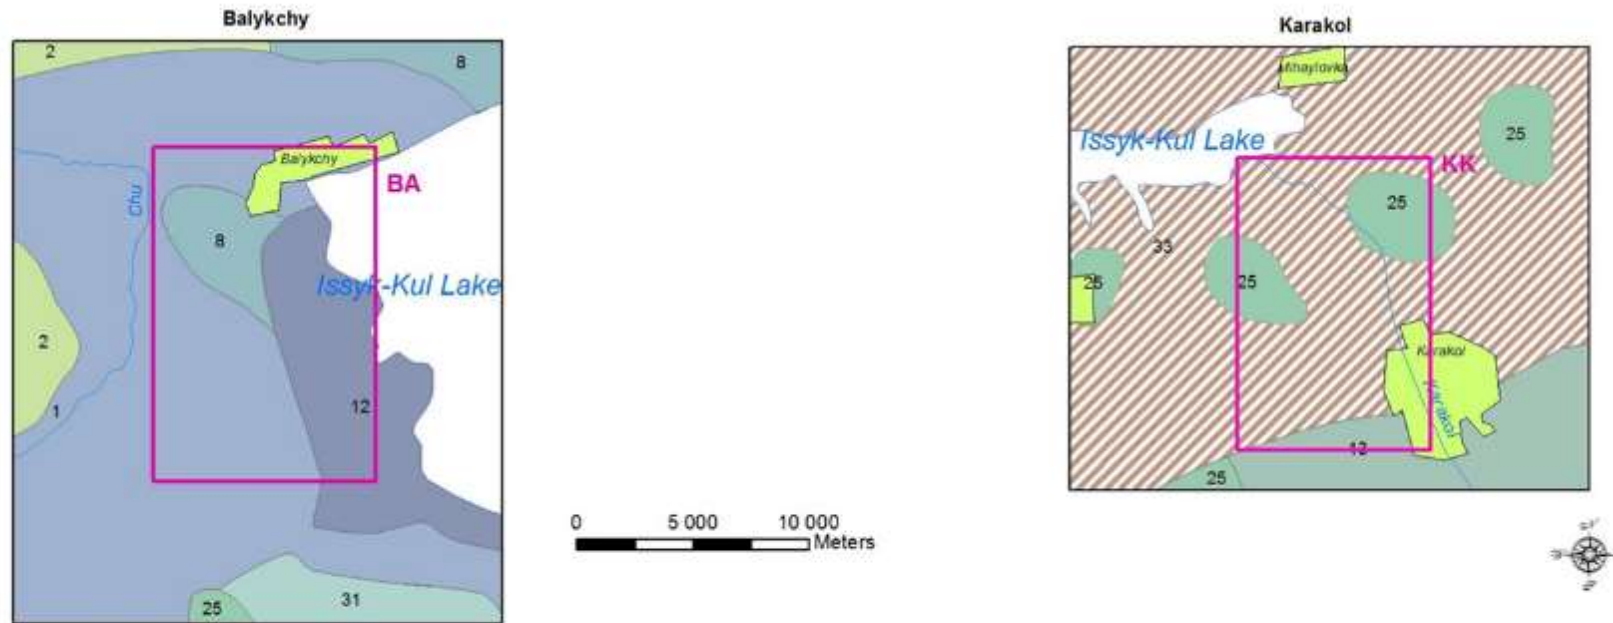 Balykchy
2
8
Balykchy
BA
Chu
8
Issyk-Kul Lake
2
12
1
31
25
0 5 000 10 000
Meters
Karakol
Mihaylovka
Issyk-Kul Lake
25
KK
25
33
25
25
Karakol
Karakol
12
25